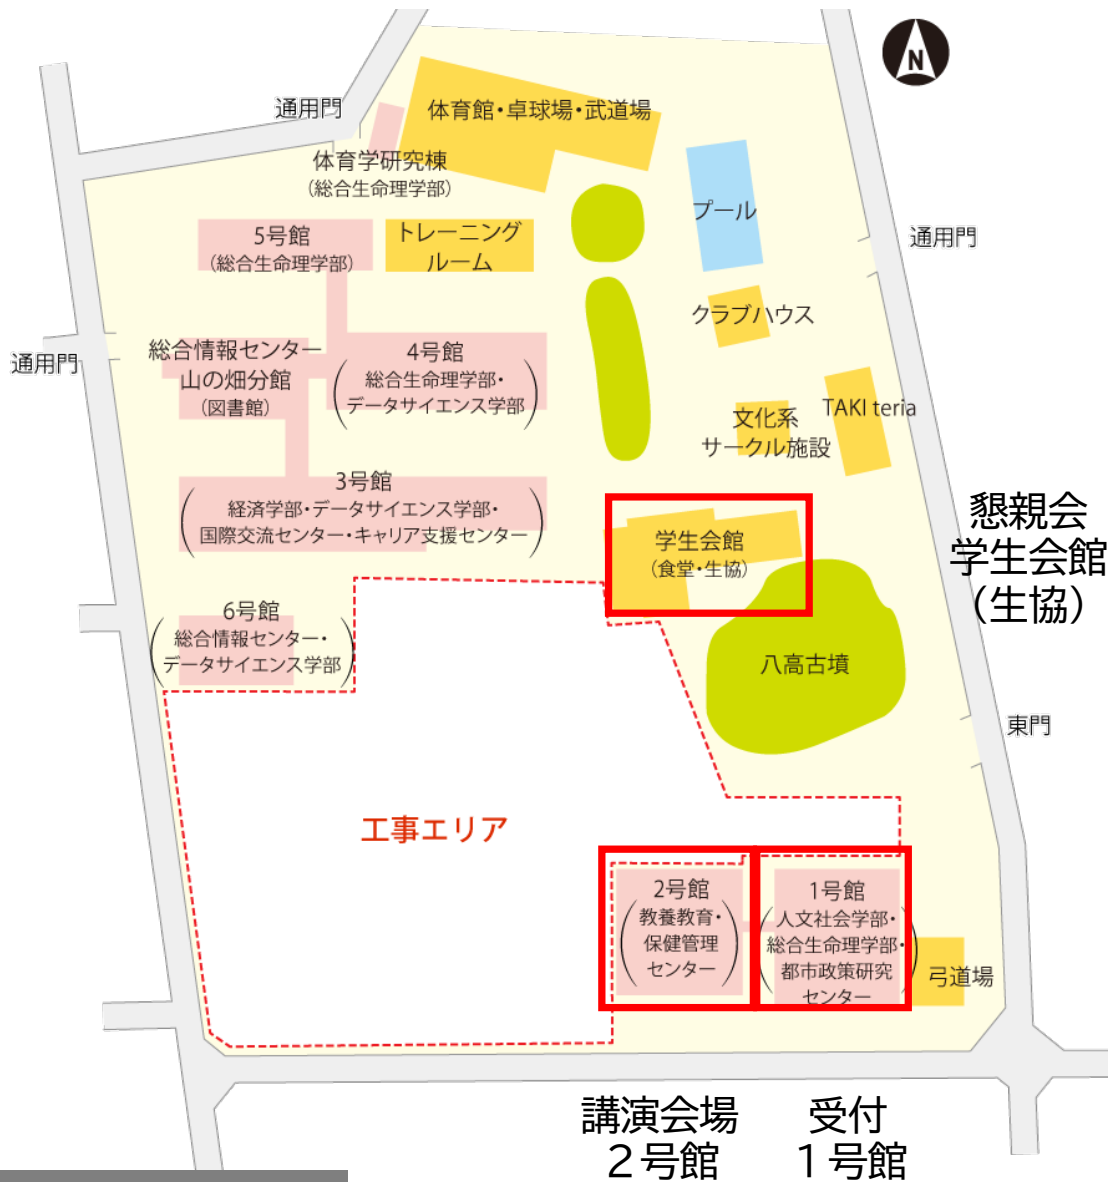 N
通用門
体育館・卓球場・武道場
体育学研究棟
(総合生命理学部)
プール
5号館
(総合生命理学部)
トレーニング
ルーム
通用門
クラブハウス
通用門
総合情報センター
山の畑分館
(図書館)
4号館
総合生命理学部・
データサイエンス学部
文化系
サークル施設
TAKI teria
3号館
経済学部・データサイエンス学部・
国際交流センター・キャリア支援センター
学生会館
(食堂・生協)
懇親会
学生会館
(生協)
6号館
総合情報センター・
データサイエンス学部
八高古墳
東門
工事エリア
2号館
教養教育・
保健管理
センター
1号館
人文社会学部・
総合生命理学部・
都市政策研究
センター
弓道場
講演会場
２号館
受付
１号館